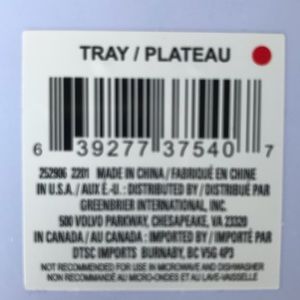 TRAY / PLATEAU
6 39277 37540 7
252906 2201 MADE IN CHINA / FABRIQUÉ EN CHINE
IN U.S.A. / AUX É.-U. : DISTRIBUTED BY / DISTRIBUÉ PAR
GREENBRIER INTERNATIONAL, INC.
500 VOLVO PARKWAY, CHESAPEAKE, VA 23320
IN CANADA / AU CANADA : IMPORTED BY / IMPORTÉ PAR
DTSC IMPORTS BURNABY, BC V5G 4P3
NOT RECOMMENDED FOR USE IN MICROWAVE AND DISHWASHER
NON RECOMMANDÉ AU MICRO-ONDES ET AU LAVE-VAISSELLE